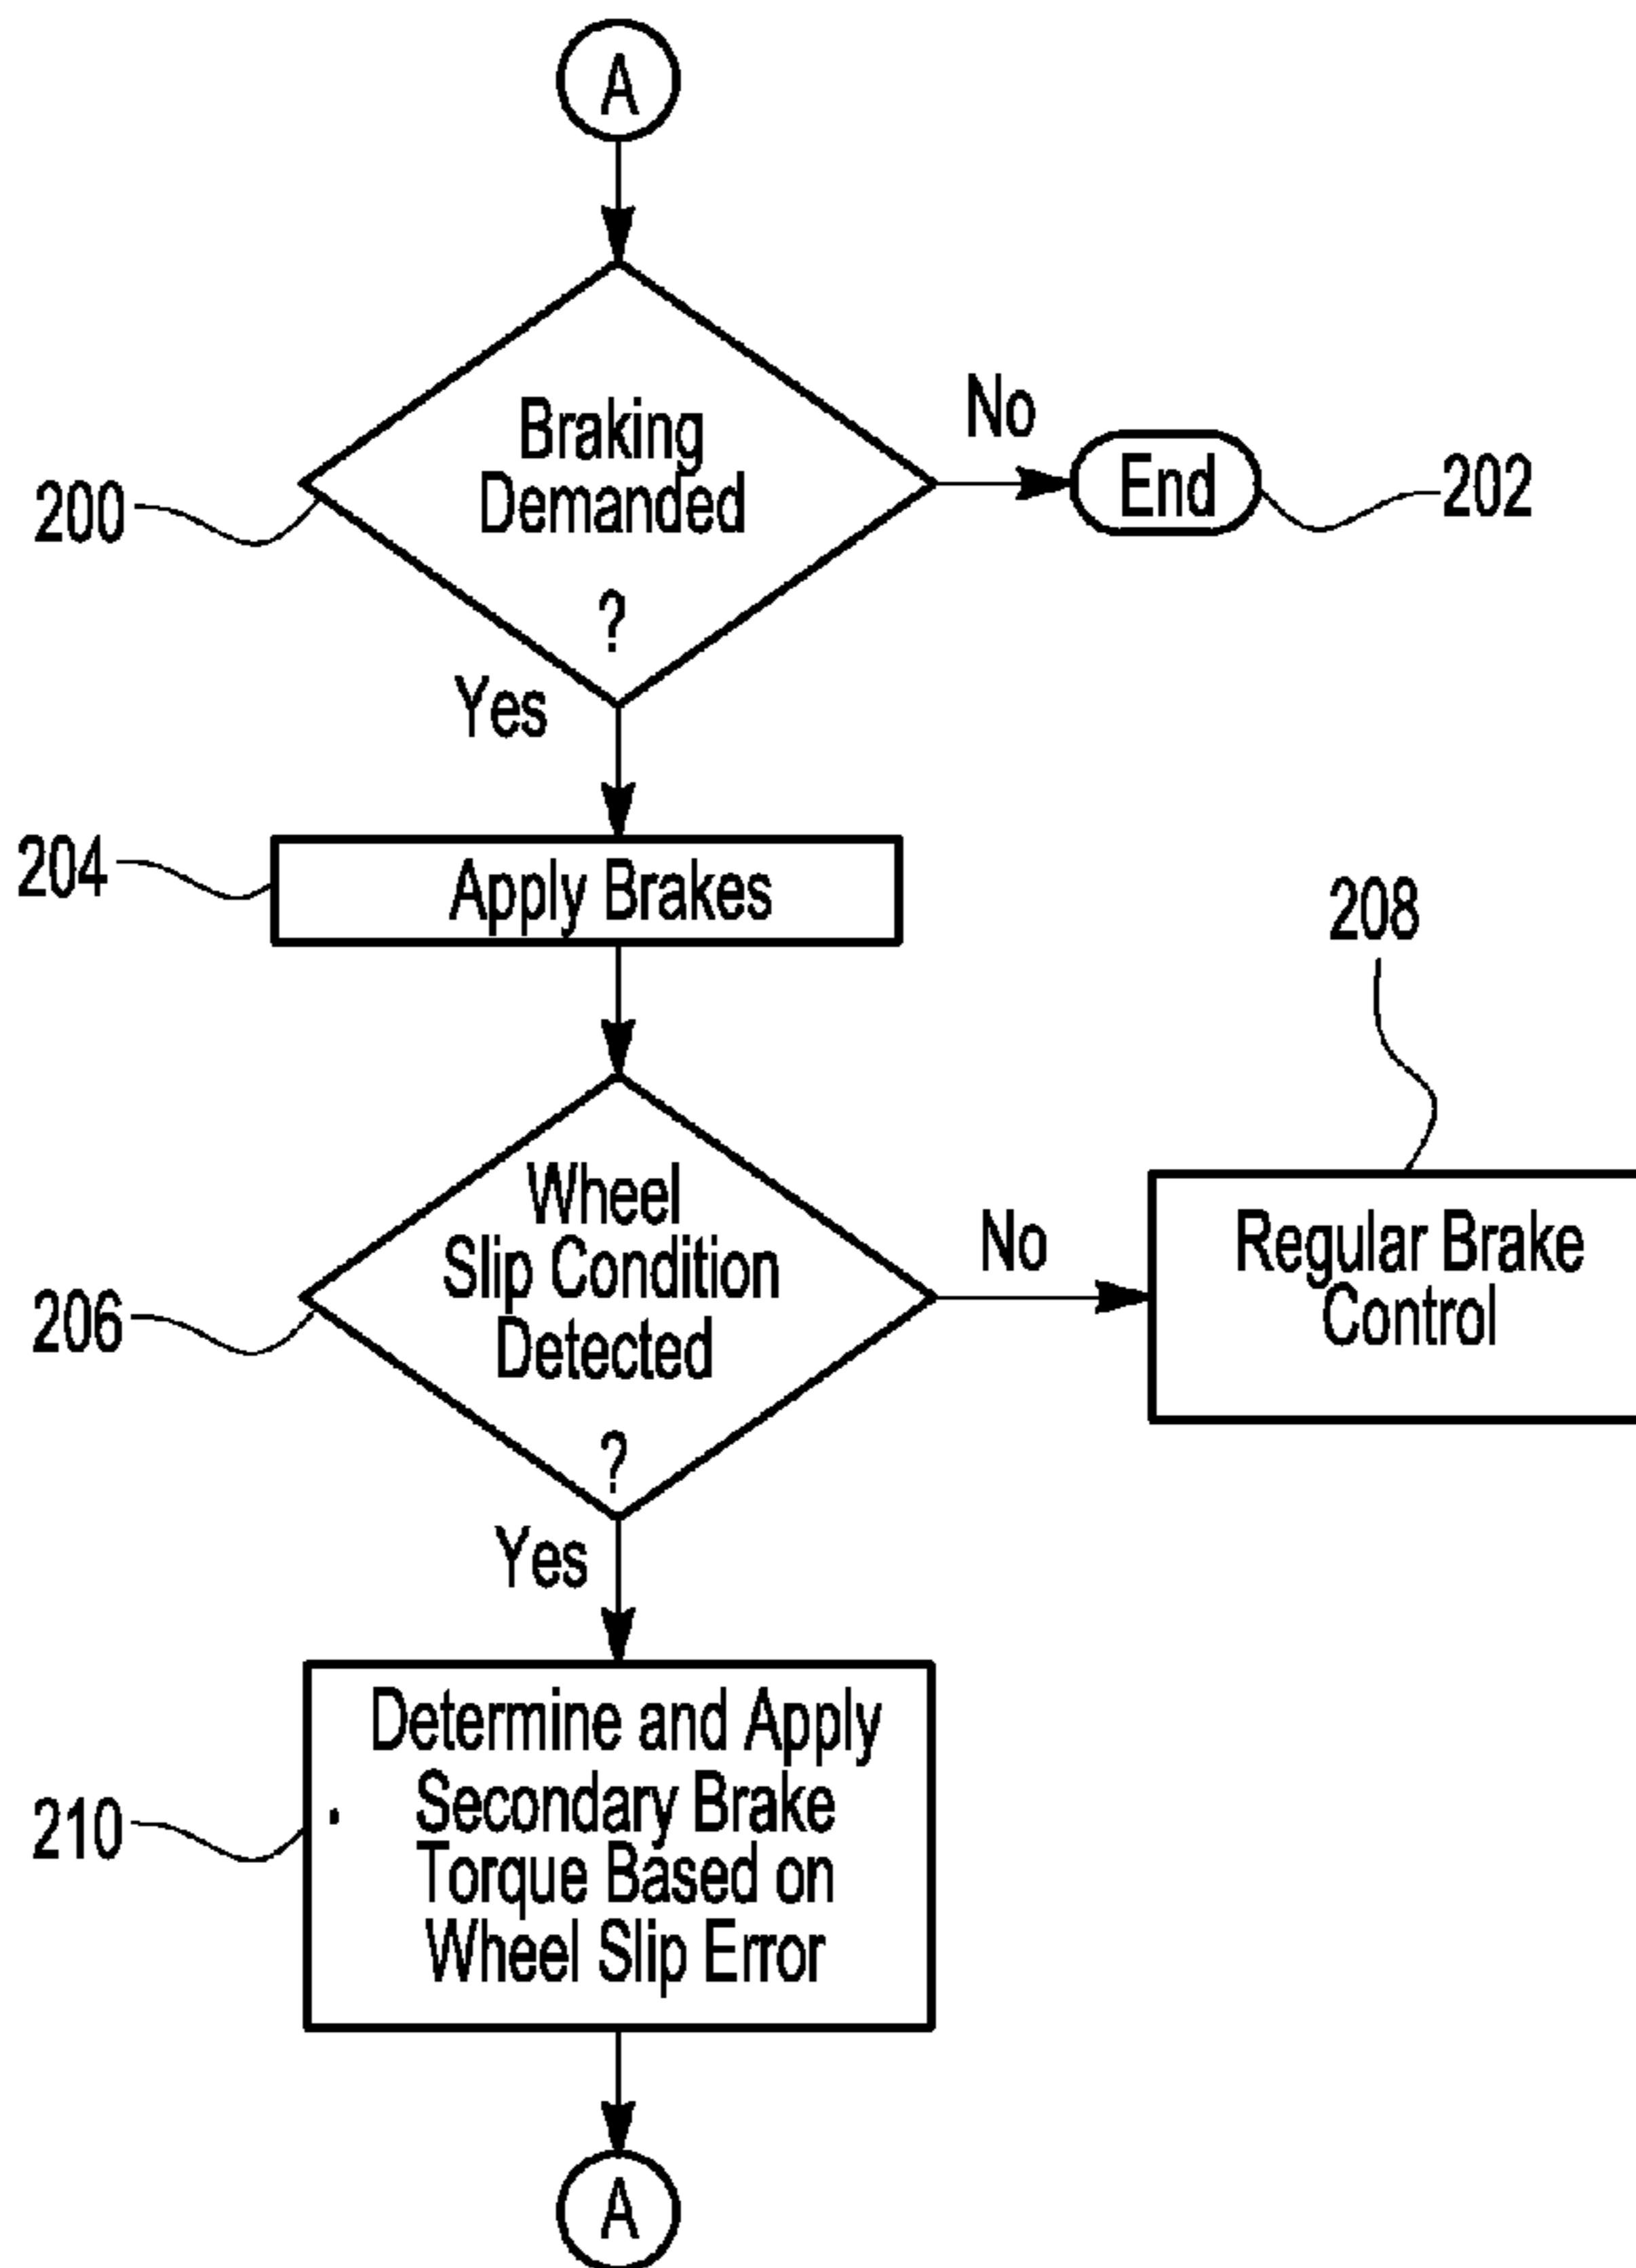 A
Braking
Demanded
?
No
End
202
200
Yes
204
Apply Brakes
208
Wheel
Slip Condition
Detected
?
No
Regular Brake
Control
206
Yes
Determine and Apply
Secondary Brake
Torque Based on
Wheel Slip Error
210
A